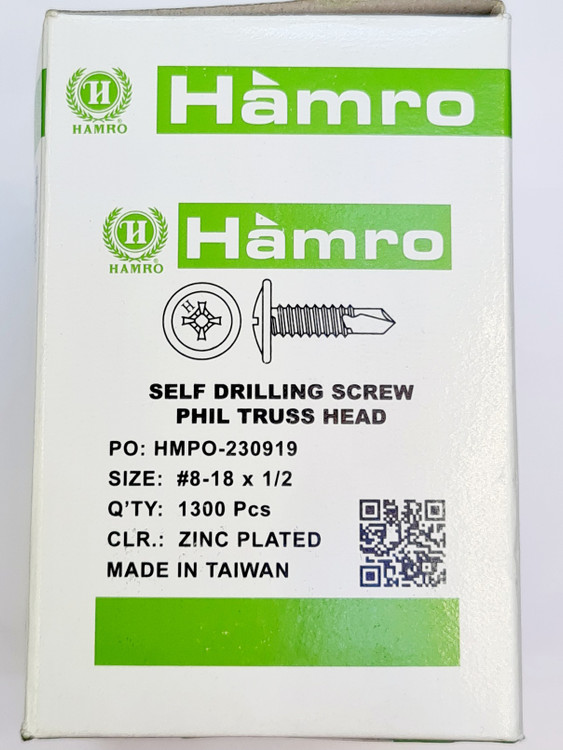 HAMRO
Hàmro
HAMRO
Hàmro
H
SELF DRILLING SCREW
PHIL TRUSS HEAD
PO: HMPO-230919
SIZE: #8-18 x 1/2
Q'TY: 1300 Pcs
CLR.: Z!NC PLATED
MADE IN TAIWAN